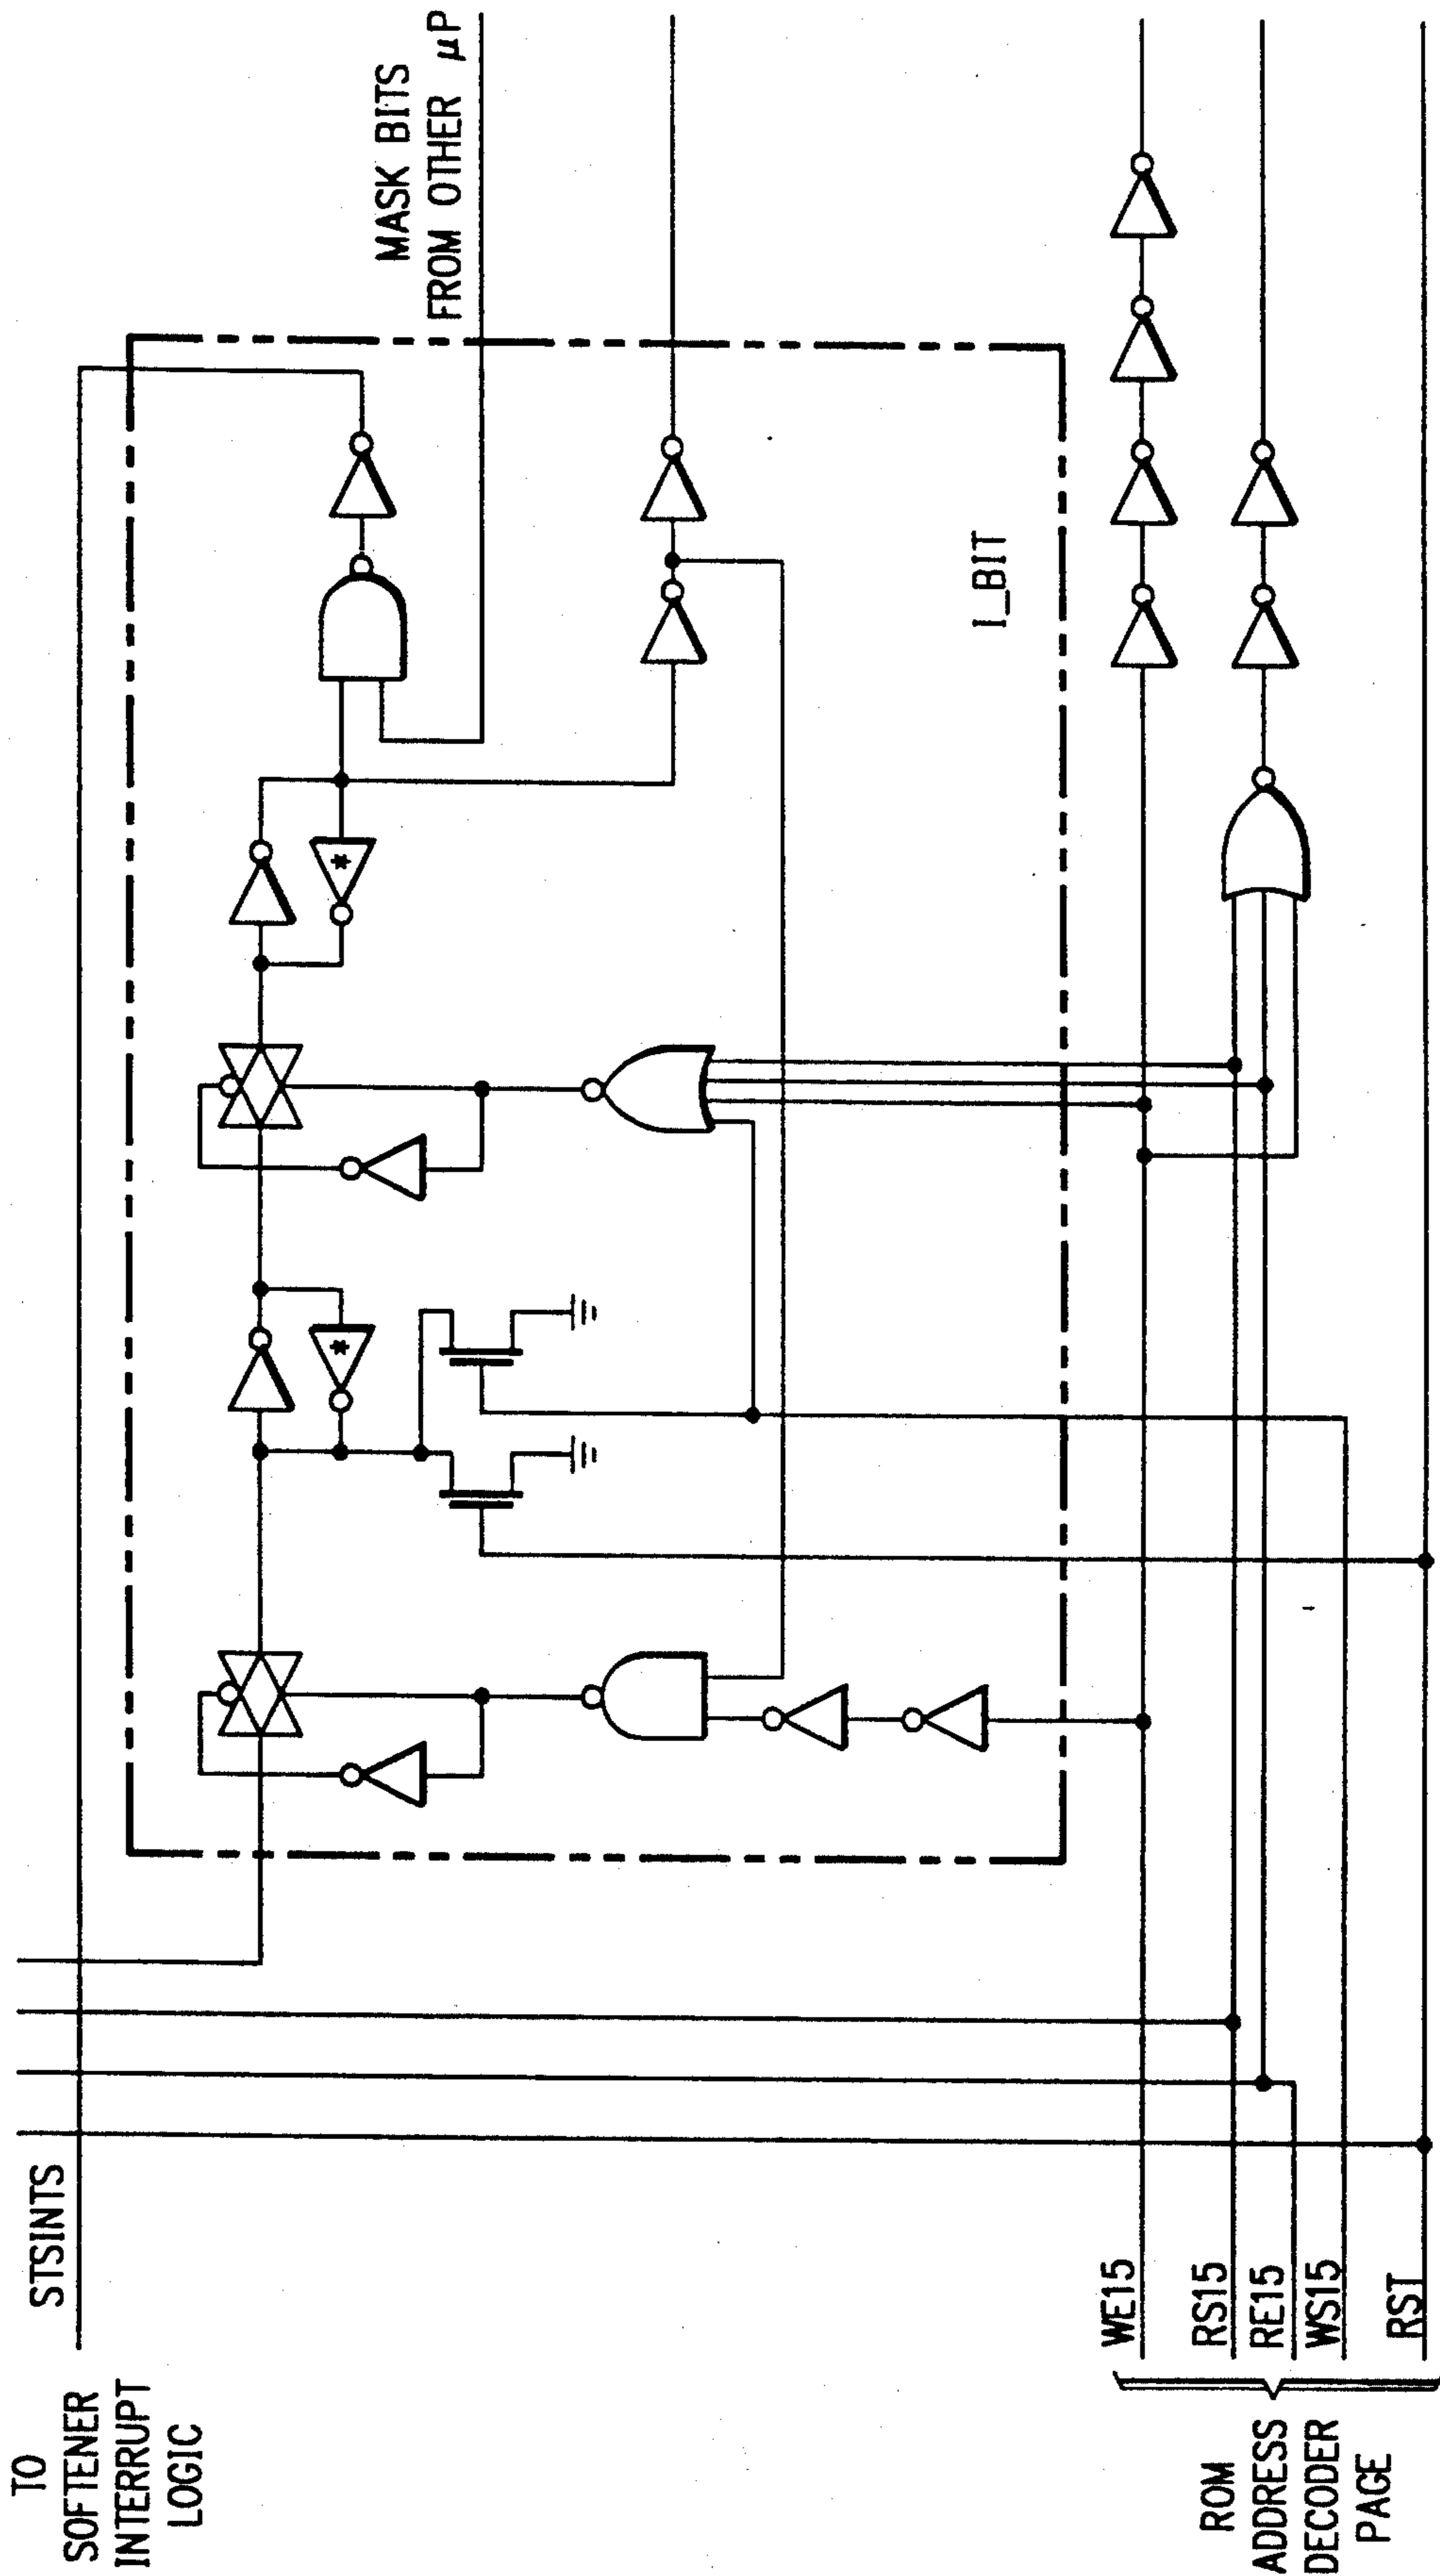 TO
SOFTENER
INTERRUPT
LOGIC
STSINTS
MASK BITS
FROM OTHER µP
*
*
I_BIT
WE15
RS15
RE15
WS15
RST
ROM
ADDRESS
DECODER
PAGE